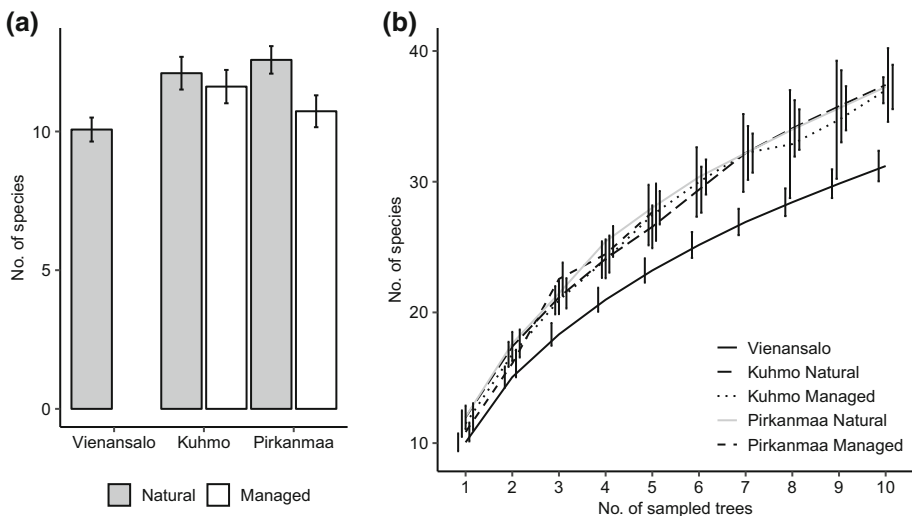 (a)
No. of species
10
5
0
Vienansalo Kuhmo Pirkanmaa
Natural Managed
(b)
No. of species
40
30
20
10
Vienansalo
Kuhmo Natural
Kuhmo Managed
Pirkanmaa Natural
Pirkanmaa Managed
1 2 3 4 5 6 7 8 9 10
No. of sampled trees